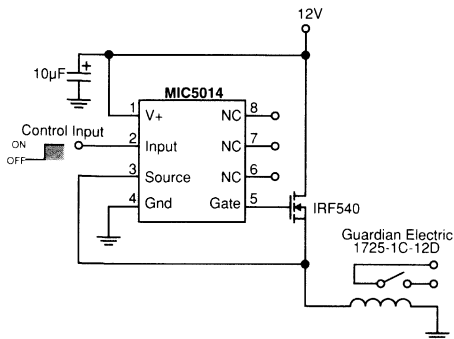 12V
10µF
+
MIC5014
1 V+ NC 8
Control Input
ON
OFF
2 Input NC 7
3 Source NC 6
4 Gnd Gate 5
IRF540
Guardian Electric
1725-1C-12D